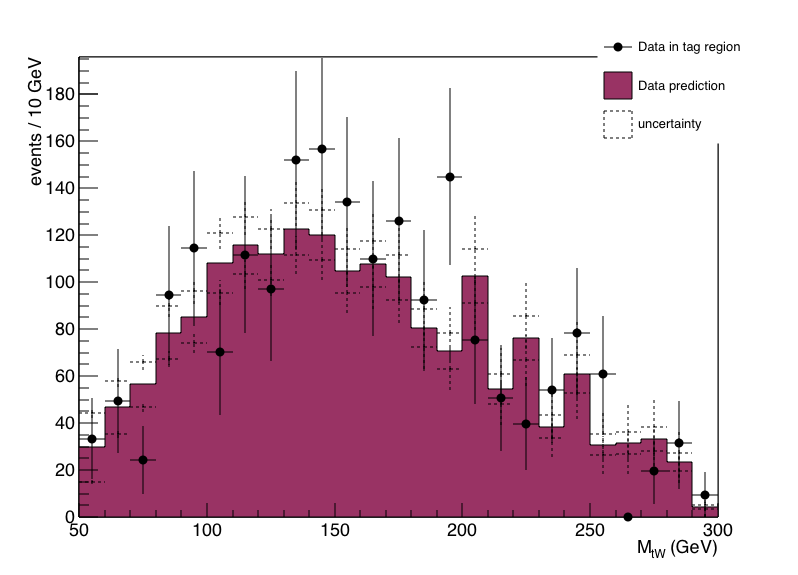 Data in tag region
Data prediction
uncertainty
events / 10 GeV
180
160
140
120
100
80
60
40
20
0
50 100 150 200 250 300
MtW (GeV)